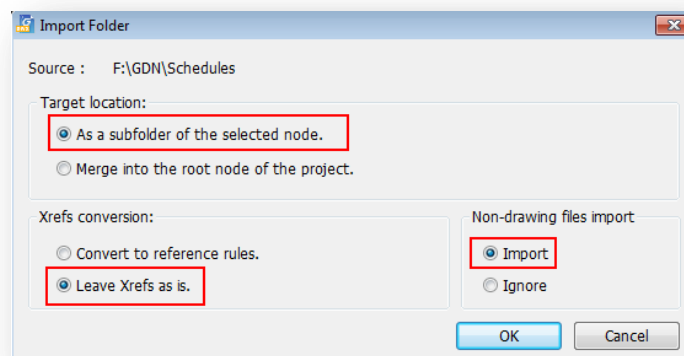 Import Folder
Source : F:\GDN\Schedules
Target location:
As a subfolder of the selected node.
Merge into the root node of the project.
Xrefs conversion:
Convert to reference rules.
Leave Xrefs as is.
Non-drawing files import
Import
Ignore
OK
Cancel